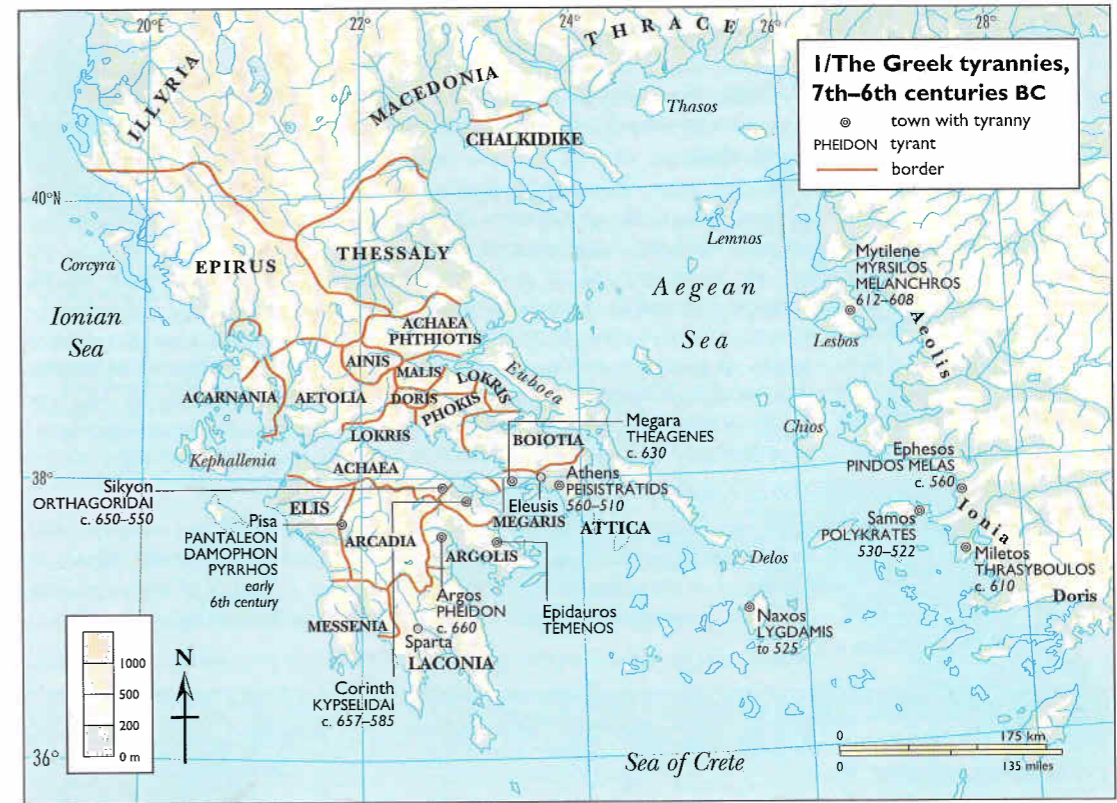 20°E
22°
24°
26°
28°
THRACE
ILLYRIA
MACEDONIA
CHALKIDIKE
Thasos
1/The Greek tyrannies,
7th–6th centuries BC
town with tyranny
PHEIDON tyrant
border
40°N
Corcyra
EPIRUS
THESSALY
Lemnos
Aegean
Sea
Mytilene
MYRSILOS
MELANCHROS
612–608
Ionian
Sea
ACHAEA
PHTHIOTIS
Lesbos
Aeolis
AINIS
MALIS
LOKRIS
Euboea
ACARNANIA
AETOLIA
DORIS
PHOKIS
LOKRIS
BOIOTIA
Megara
THEAGENES
c. 630
Chios
Kephallenia
ACHAEA
38°
Sikyon
ORTHAGORIDAI
c. 650–550
Athens
PEISISTRATIDS
560–510
Eleusis
MEGARIS
ATTICA
Ephesos
PINDOS MELAS
c. 560
Ionia
ELIS
Pisa
PANTALEON
DAMOPHON
PYRRHOS
early
6th century
ARCADIA
ARGOLIS
Samos
POLYKRATES
530–522
Miletos
THRASYBOULOS
c. 610
Delos
Doris
Argos
PHEIDON
c. 660
Epidauros
TEMENOS
Naxos
LYGDAMIS
to 525
MESSENIA
Sparta
LACONIA
Corinth
KYPSELIDAI
c. 657–585
1000
500
200
0 m
N
36°
Sea of Crete
0 175 km
0 135 miles